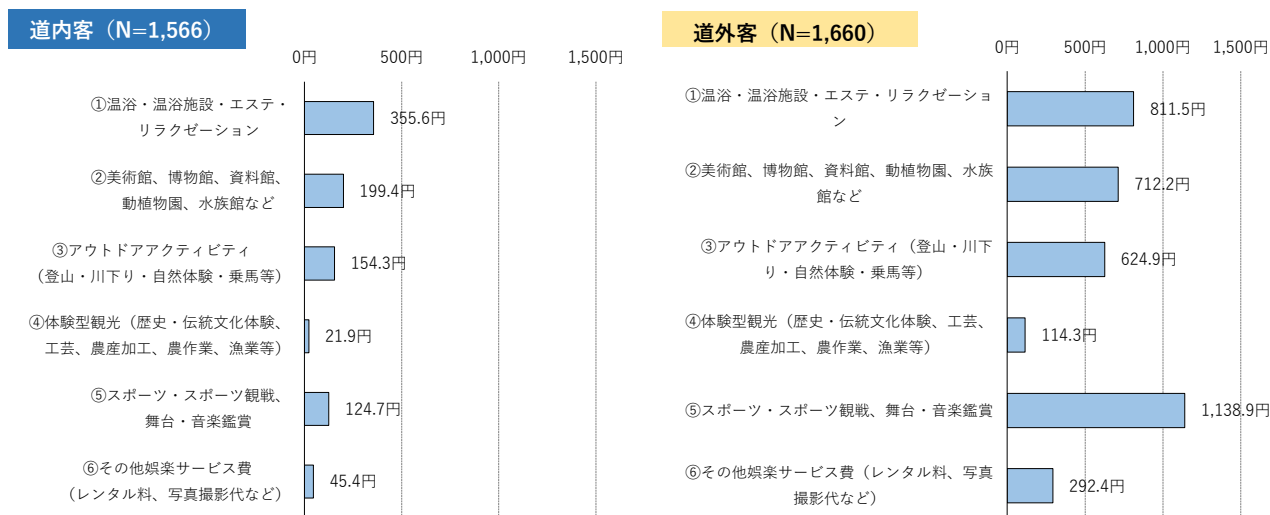 道内客（N=1,566）
0円
500円
1,000円
1,500円
①温浴・温浴施設・エステ・
リラクゼーション
355.6円
②美術館、博物館、資料館、
動植物園、水族館など
199.4円
③アウトドアアクティビティ
（登山・川下り・自然体験・乗馬等）
154.3円
④体験型観光（歴史・伝統文化体験、
工芸、農産加工、農作業、漁業等）
21.9円
⑤スポーツ・スポーツ観戦、
舞台・音楽鑑賞
124.7円
⑥その他娯楽サービス費
（レンタル料、写真撮影代など）
45.4円
道外客（N=1,660）
0円
500円
1,000円
1,500円
①温浴・温浴施設・エステ・リラクゼーショ
ン
811.5円
②美術館、博物館、資料館、動植物園、水族
館など
712.2円
③アウトドアアクティビティ（登山・川下
り・自然体験・乗馬等）
624.9円
④体験型観光（歴史・伝統文化体験、工芸、
農産加工、農作業、漁業等）
114.3円
⑤スポーツ・スポーツ観戦、舞台・音楽鑑賞
1,138.9円
⑥その他娯楽サービス費（レンタル料、写真
撮影代など）
292.4円